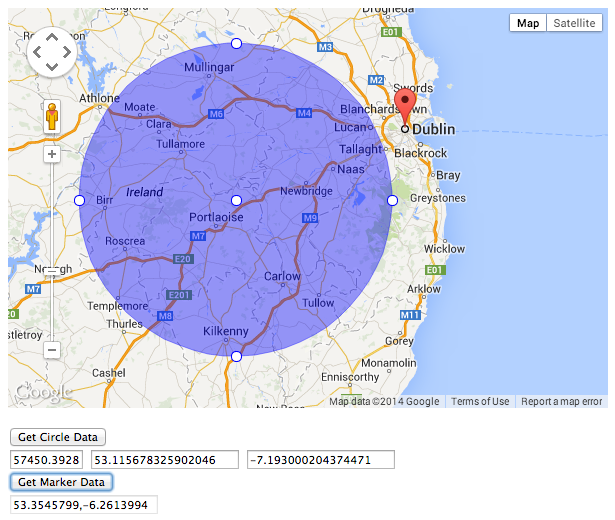 Drogheda
E01
Map Satellite
M3
Mullingar
M2
Swords
Athlone
Moate
Blanchardstown
M6
M4
Clara
Lucan
Dublin
Tullamore
Tallaght
Blackrock
Naas
Bray
Ireland
Newbridge
Birr
Greystones
Portlaoise
M9
M7
Roscrea
Wicklow
E20
Nenagh
E01
Carlow
M7
Arklow
E201
Templemore
Tullow
20
M8
M11
Thurles
Kilkenny
Gorey
Monamolin
Cashel
Enniscorthy
Google
New Ross
Map data ©2014 Google Terms of Use Report a map error
Get Circle Data
57450.3928 53.115678325902046 -7.193000204374471
Get Marker Data
53.3545799,-6.2613994